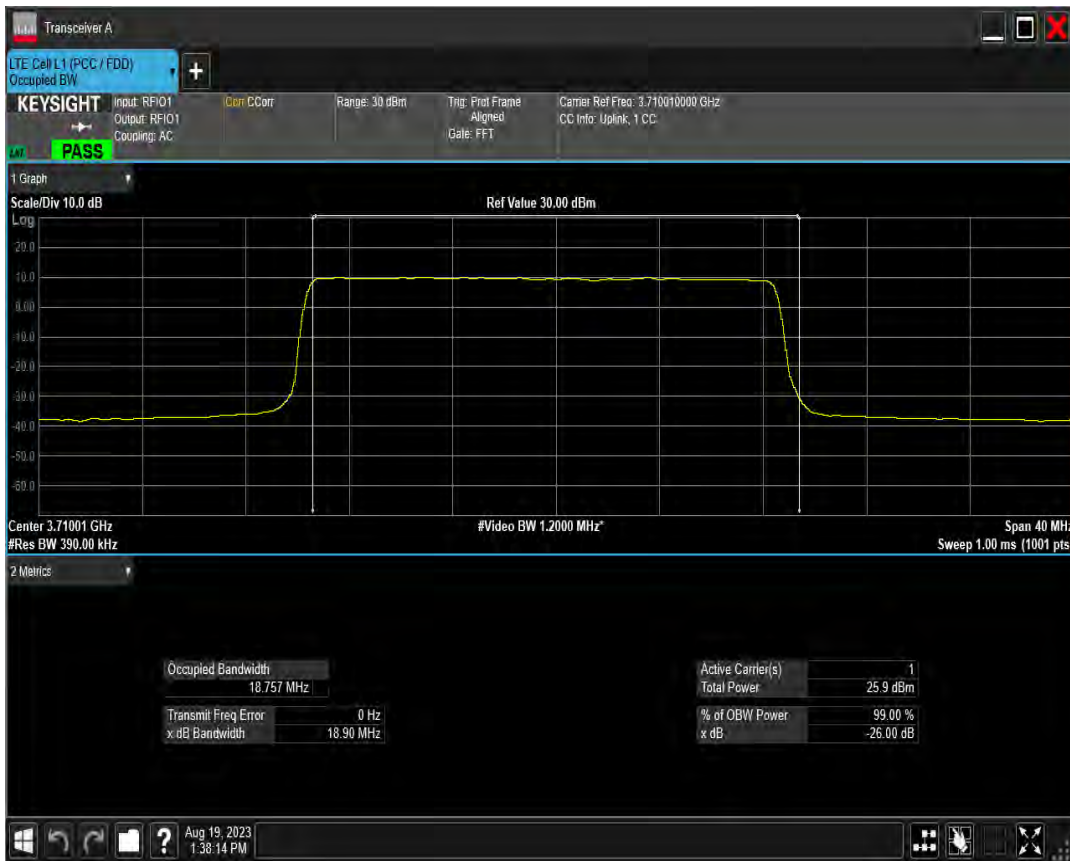 Transceiver A
LTE Cell L1 (PCC / FDD)
Occupied BW
+
KEYSIGHT
Input: RFIO1
Output: RFIO1
Coupling: AC
Corr CCorr
Range: 30 dBm
Trig: Prot Frame
Aligned
Gate: FFT
Carrier Ref Freq: 3.710010000 GHz
CC Info: Uplink, 1 CC
PASS
1 Graph
Scale/Div 10.0 dB
Ref Value 30.00 dBm
Log
20.0
10.0
0.00
-10.0
-20.0
-30.0
-40.0
-50.0
-60.0
Center 3.71001 GHz
#Video BW 1.2000 MHz*
Span 40 MHz
#Res BW 390.00 kHz
Sweep 1.00 ms (1001 pts
2 Metrics
Occupied Bandwidth
18.757 MHz
Transmit Freq Error 0 Hz
x dB Bandwidth 18.90 MHz
Active Carrier(s) 1
Total Power 25.9 dBm
% of OBW Power 99.00 %
x dB -26.00 dB
?
Aug 19, 2023
1:38:14 PM